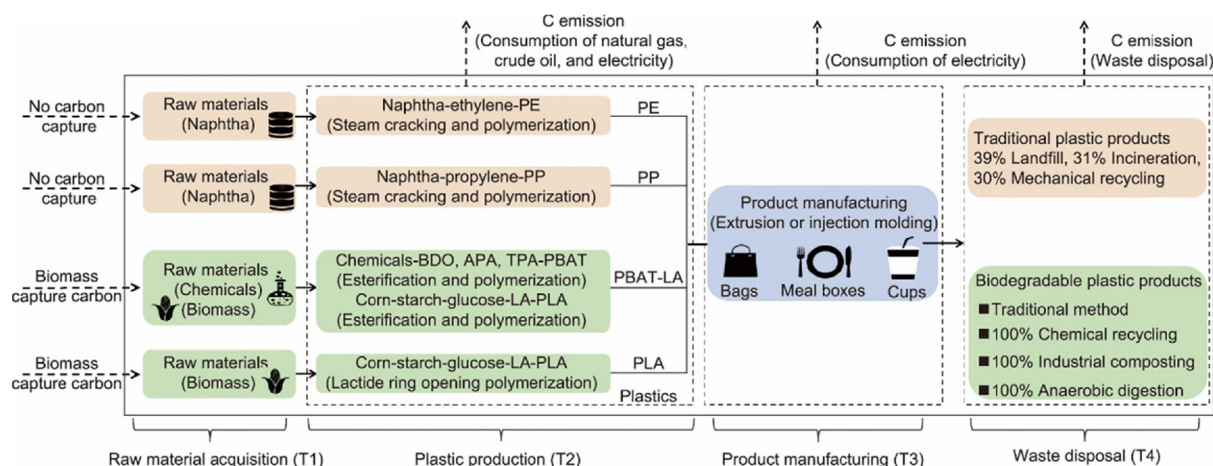 C emission
(Consumption of natural gas,
crude oil, and electricity)
C emission
(Consumption of electricity)
C emission
(Waste disposal)
No carbon
capture
Raw materials
(Naphtha)
Naphtha-ethylene-PE
(Steam cracking and polymerization)
PE
No carbon
capture
Raw materials
(Naphtha)
Naphtha-propylene-PP
(Steam cracking and polymerization)
PP
Biomass
capture carbon
Raw materials
(Chemicals)
(Biomass)
Chemicals-BDO, APA, TPA-PBAT
(Esterification and polymerization)
Corn-starch-glucose-LA-PLA
(Esterification and polymerization)
PBAT-LA
Biomass
capture carbon
Raw materials
(Biomass)
Corn-starch-glucose-LA-PLA
(Lactide ring opening polymerization)
PLA
Plastics
Product manufacturing
(Extrusion or injection molding)
Bags
Meal boxes
Cups
Traditional plastic products
39% Landfill, 31% Incineration,
30% Mechanical recycling
Biodegradable plastic products
■ Traditional method
■ 100% Chemical recycling
■ 100% Industrial composting
■ 100% Anaerobic digestion
Raw material acquisition (T1)
Plastic production (T2)
Product manufacturing (T3)
Waste disposal (T4)